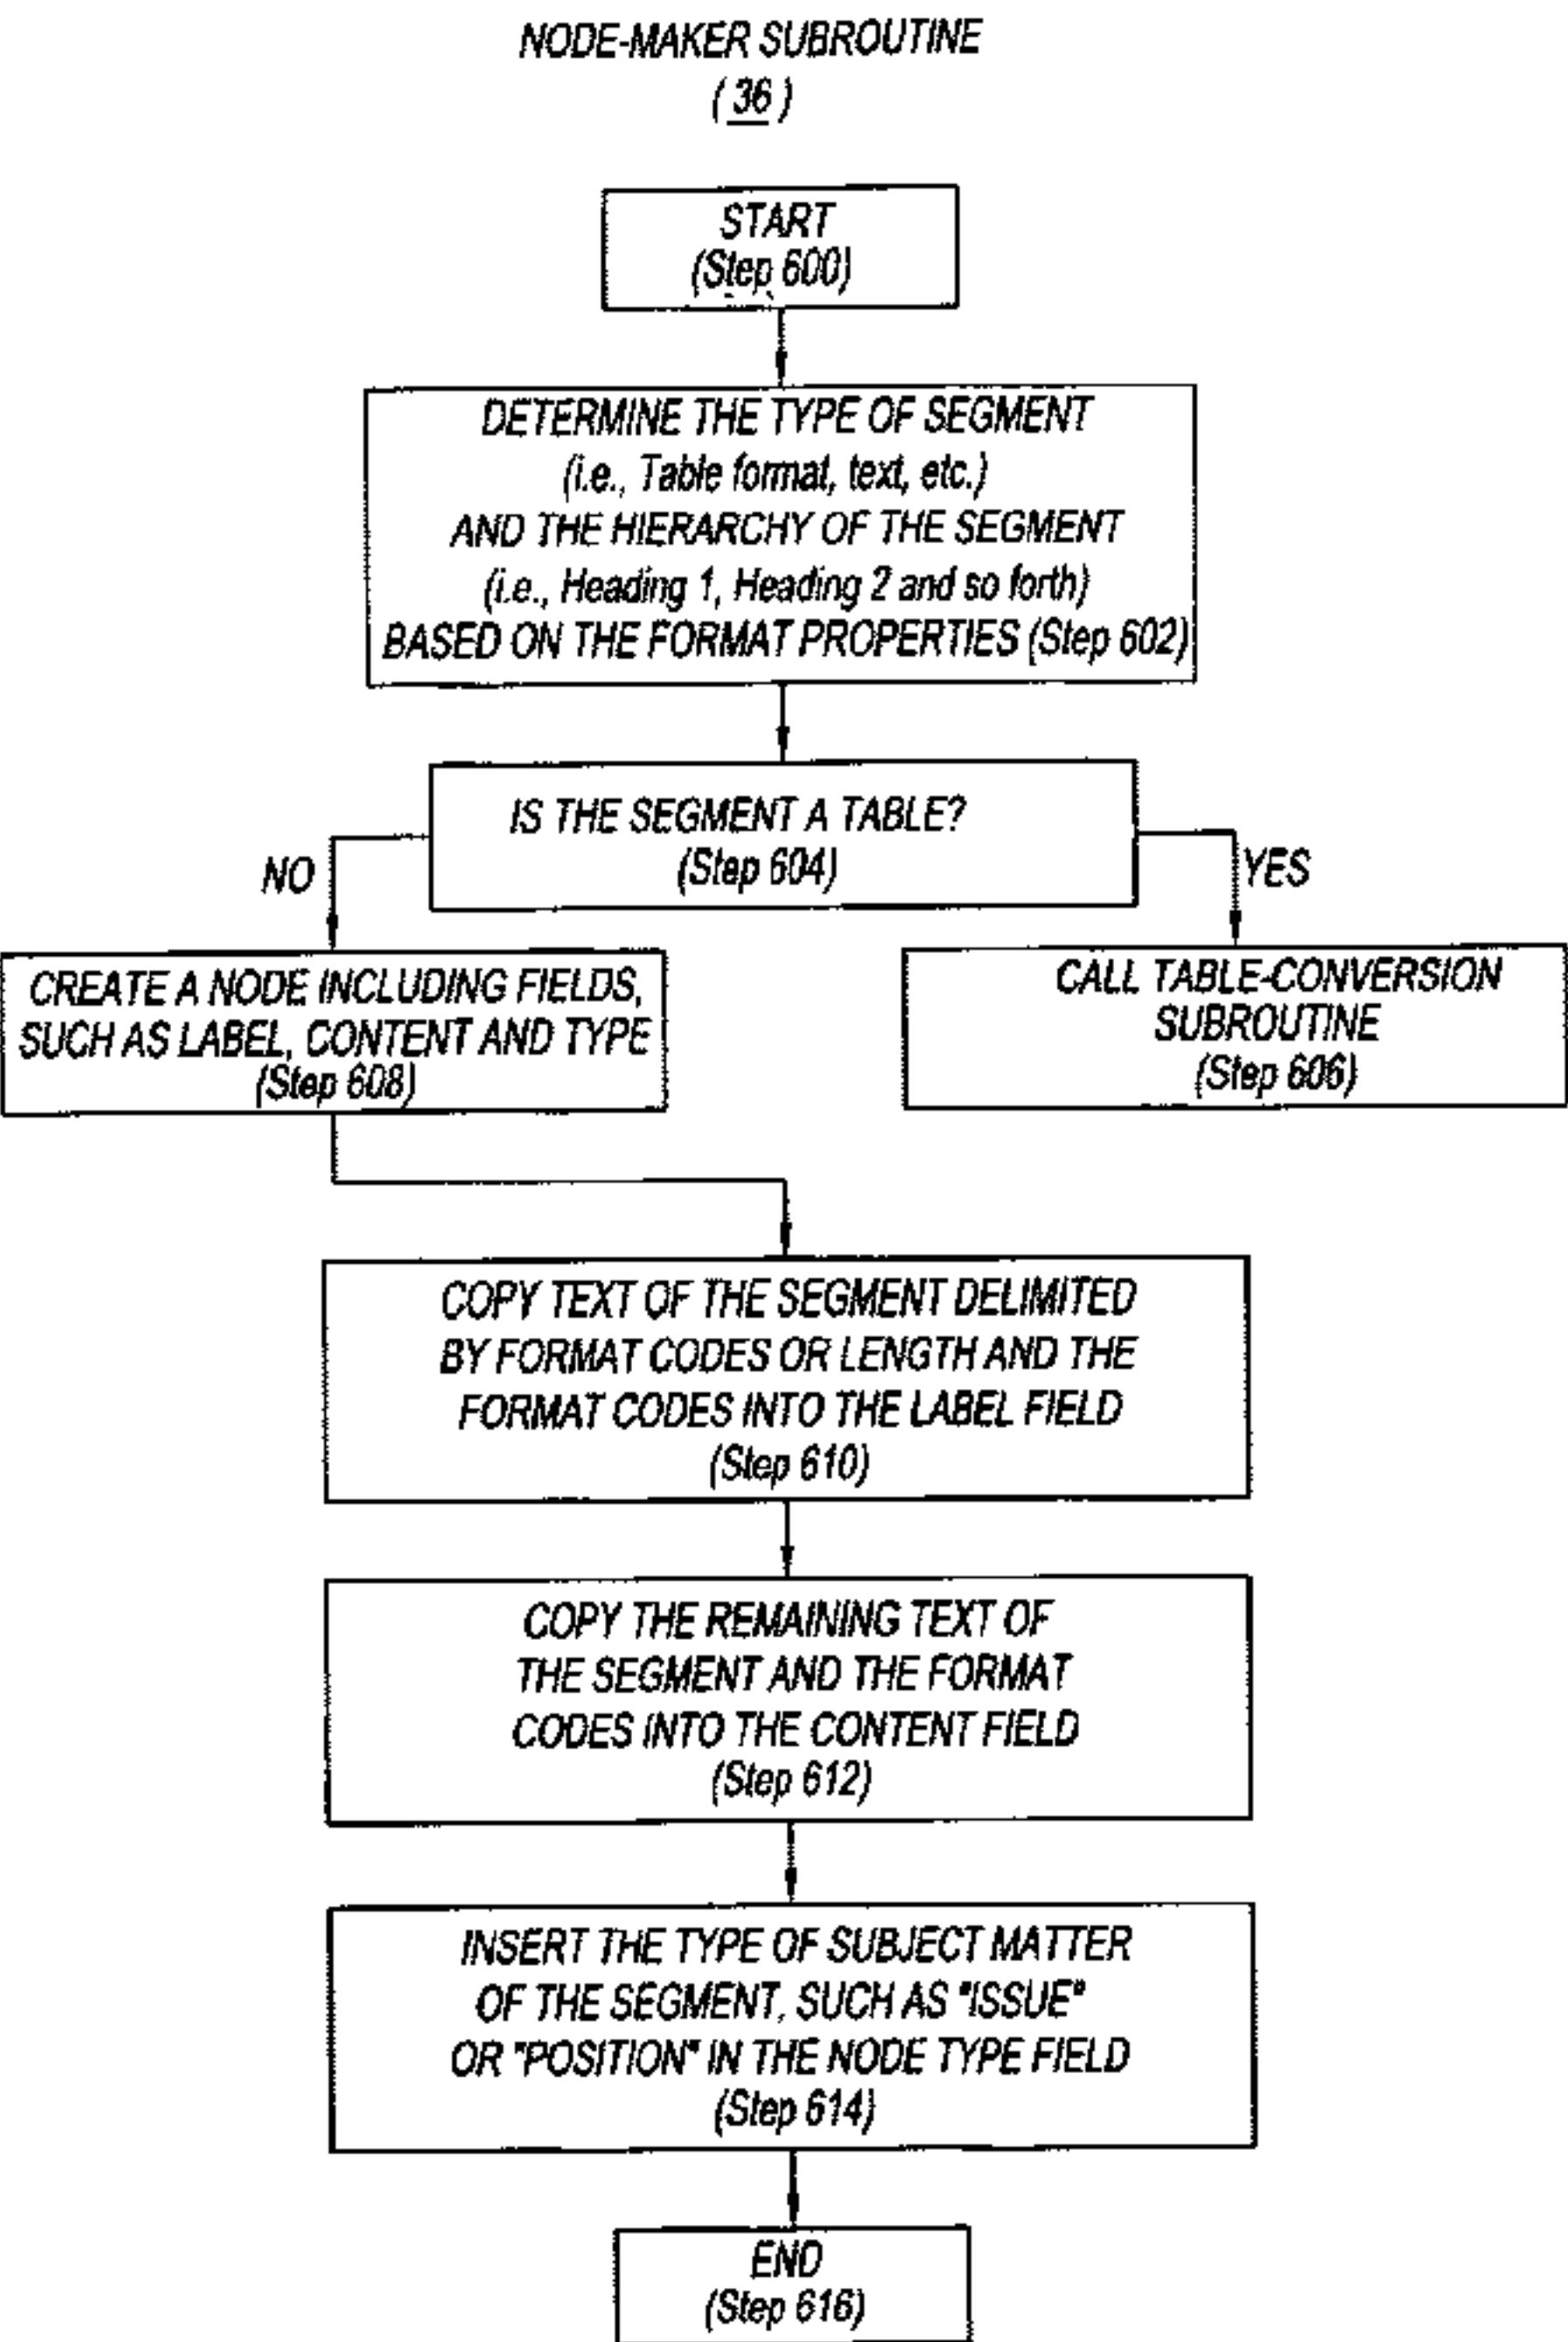 NODE-MAKER SUBROUTINE
(36)
START
(Step 600)
DETERMINE THE TYPE OF SEGMENT
(i.e., Table format, text, etc.)
AND THE HIERARCHY OF THE SEGMENT
(i.e., Heading 1, Heading 2 and so forth)
BASED ON THE FORMAT PROPERTIES (Step 602)
IS THE SEGMENT A TABLE?
(Step 604)
NO
YES
CREATE A NODE INCLUDING FIELDS,
SUCH AS LABEL, CONTENT AND TYPE
(Step 608)
CALL TABLE-CONVERSION
SUBROUTINE
(Step 606)
COPY TEXT OF THE SEGMENT DELIMITED
BY FORMAT CODES OR LENGTH AND THE
FORMAT CODES INTO THE LABEL FIELD
(Step 610)
COPY THE REMAINING TEXT OF
THE SEGMENT AND THE FORMAT
CODES INTO THE CONTENT FIELD
(Step 612)
INSERT THE TYPE OF SUBJECT MATTER
OF THE SEGMENT, SUCH AS "ISSUE"
OR "POSITION" IN THE NODE TYPE FIELD
(Step 614)
END
(Step 616)